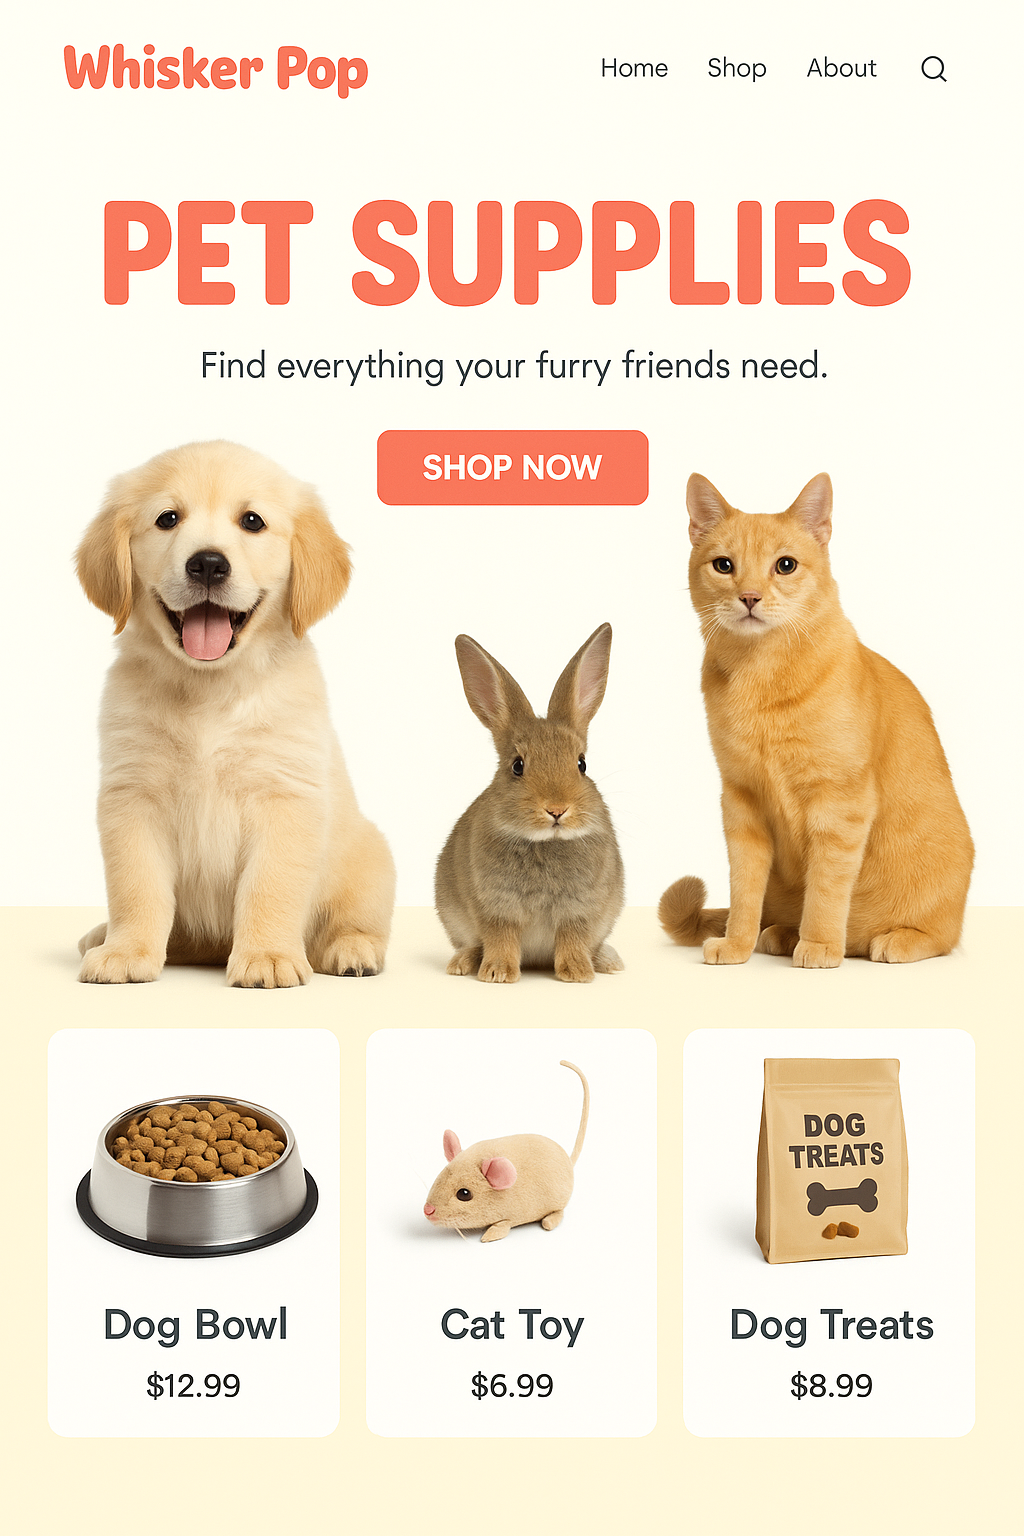 Whisker Pop
Home Shop About
PET SUPPLIES
Find everything your furry friends need.
SHOP NOW
DOG
TREATS
Dog Bowl
$12.99
Cat Toy
$6.99
Dog Treats
$8.99